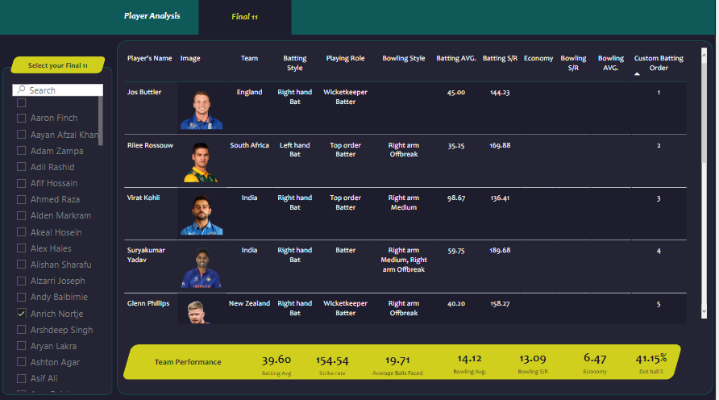 Player Analysis
Final 11
Select your Final 11
Search
Aaron Finch
Aayan Afzal Khan
Adam Zampa
Adil Rashid
Afif Hossain
Ahmed Raza
Aiden Markram
Akeal Hosein
Alex Hales
Alishan Sharafu
Alzarri Joseph
Andy Balbirnie
Anrich Nortje
Arshdeep Singh
Aryan Lakra
Ashton Agar
Asif Ali
Player's Name Image Team Batting Style Playing Role Bowling Style Batting AVG. Batting S/R Economy Bowling S/R Bowling AVG. Custom Batting Order
Jos Buttler England Right hand Bat Wicketkeeper Batter 45.00 144.23 1
Rilee Rossouw South Africa Left hand Bat Top order Batter Right arm Offbreak 35.25 169.88 2
Virat Kohli India Right hand Bat Top order Batter Right arm Medium 98.67 136.41 3
Suryakumar Yadav India Right hand Bat Batter Right arm Medium, Right arm Offbreak 59.75 189.68 4
Glenn Phillips New Zealand Right hand Bat Wicketkeeper Batter Right arm Offbreak 40.20 158.27 5
Team Performance
39.60 154.54 19.71 14.12 13.09 6.47 41.15%
Batting Avg Strike rate Average Balls Faced Bowling Avg. Bowling S/R Economy Dot ball %